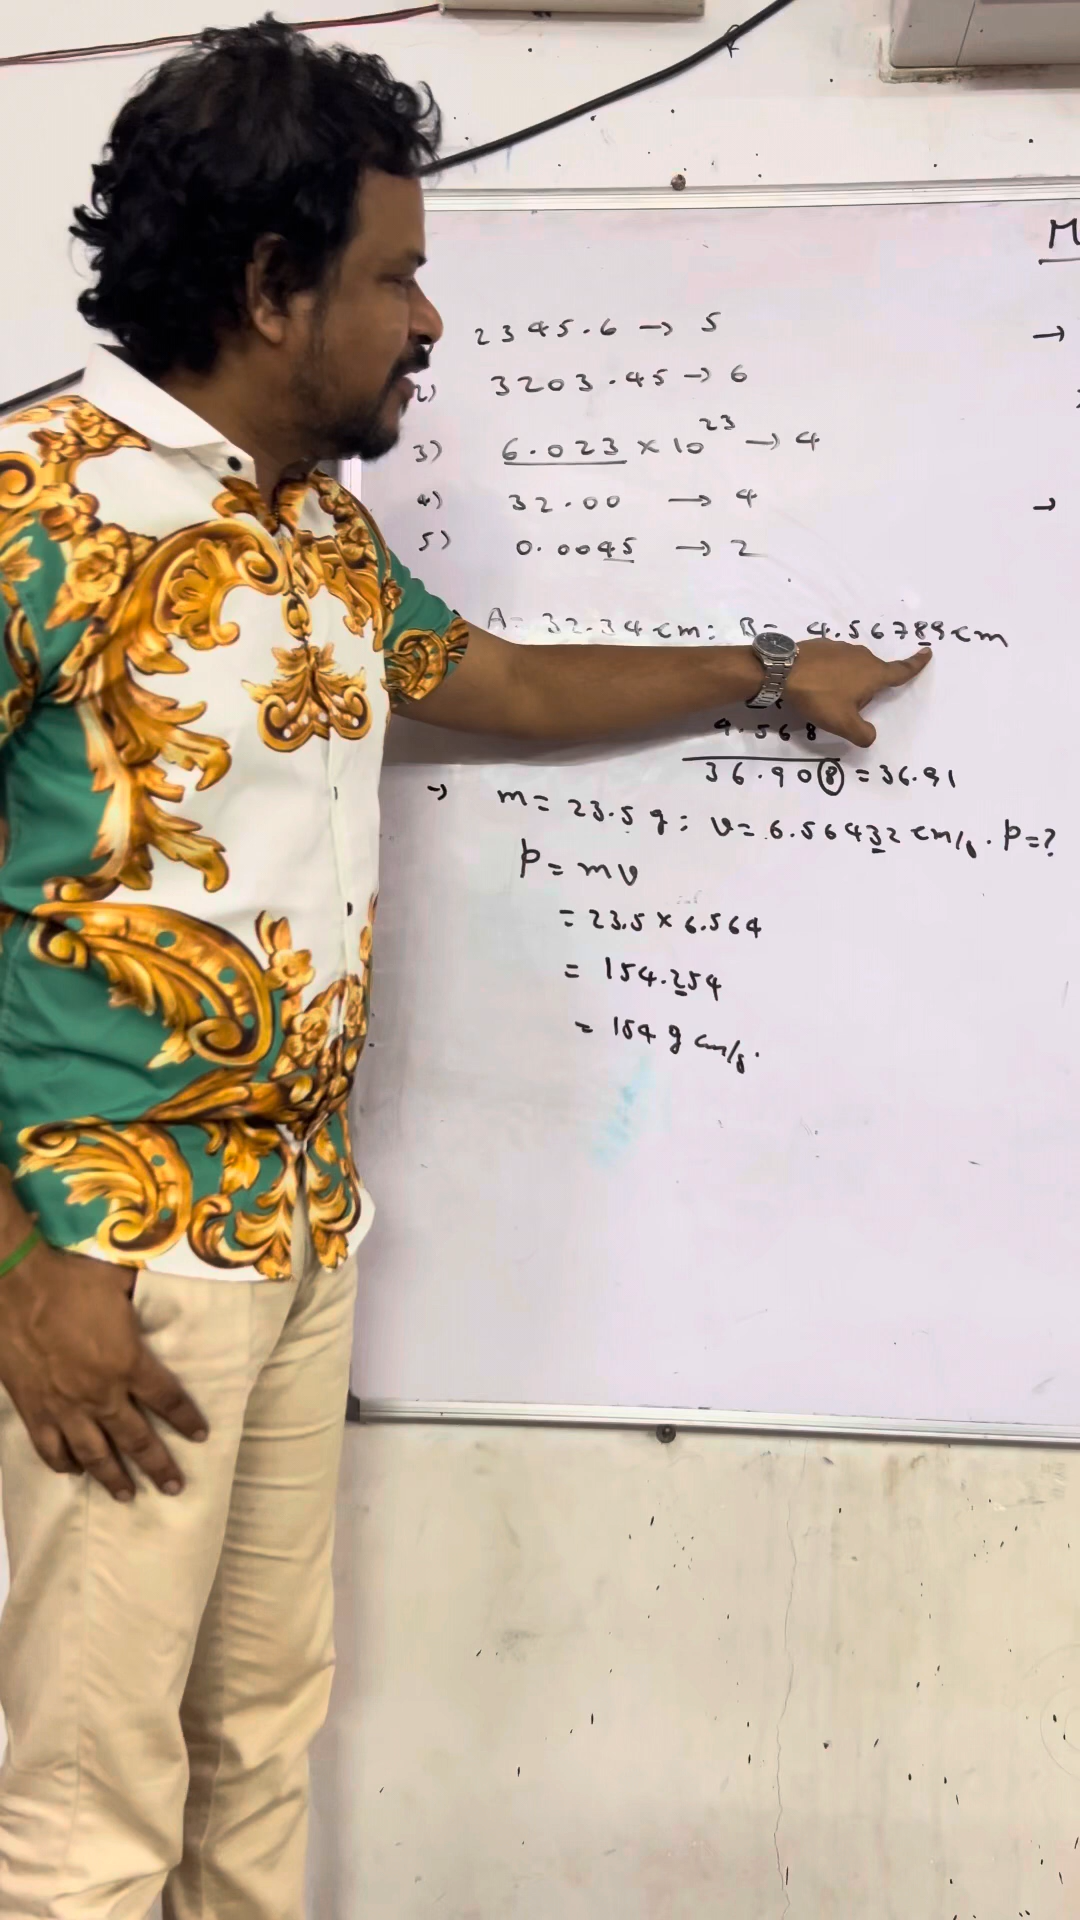 M
2345.6 → 5
2) 3203.45 → 6
3) 6.023 × 10²³ → 4
4) 32.00 → 4
5) 0.0045 → 2
A = 32.34 cm : B = 4.56789 cm
4.568
36.908 = 36.91
→ m = 23.5 g : v = 6.56432 cm/s. p = ?
p = mv
= 23.5 × 6.564
= 154.254
= 154 g cm/s.